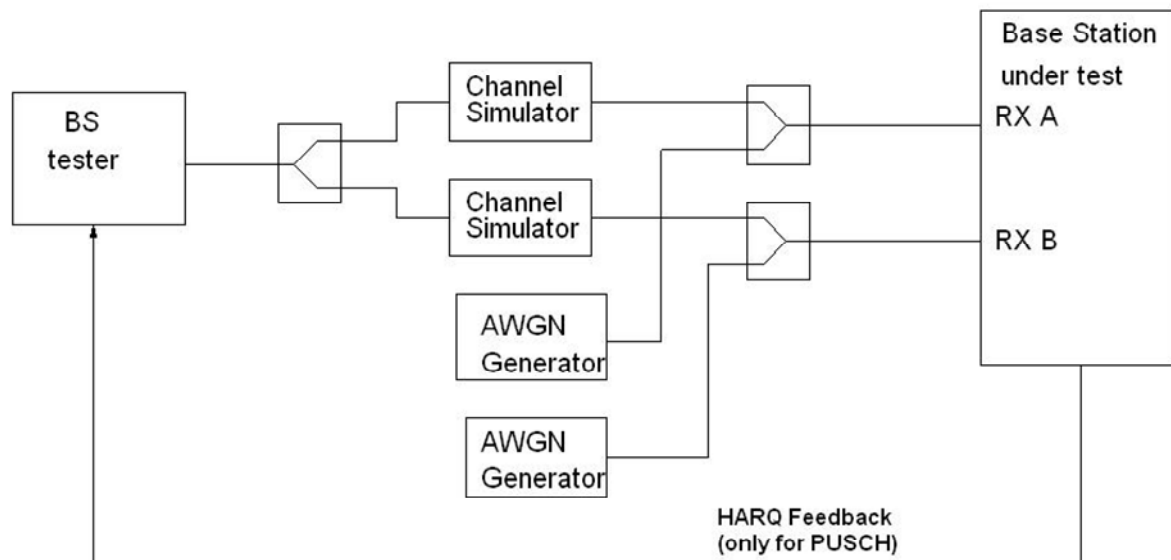 BS
tester
Channel
Simulator
Channel
Simulator
AWGN
Generator
AWGN
Generator
Base Station
under test
RX A
RX B
HARQ Feedback
(only for PUSCH)